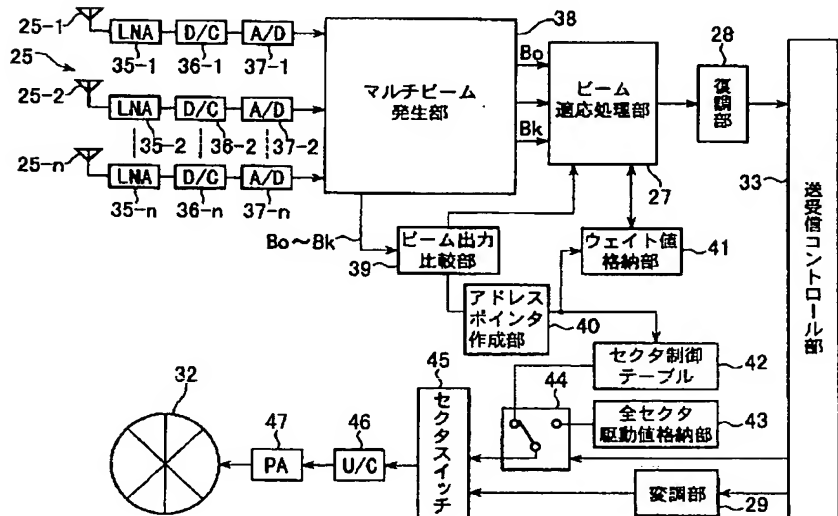 25-1
LNA
D/C
A/D
35-1
36-1
37-1
25
25-2
LNA
D/C
A/D
35-2
36-2
37-2
25-n
LNA
D/C
A/D
35-n
36-n
37-n
38
マルチビーム
発生部
Bo
Bk
ビーム
適応処理部
27
28
復調部
33
送受信コントロール部
Bo~Bk
ビーム出力
比較部
39
ウェイト値
格納部
41
アドレス
ポインタ
作成部
40
セクタ制御
テーブル
42
44
全セクタ
駆動値格納部
43
45
セクタスイッチ
46
U/C
47
PA
32
変調部
29